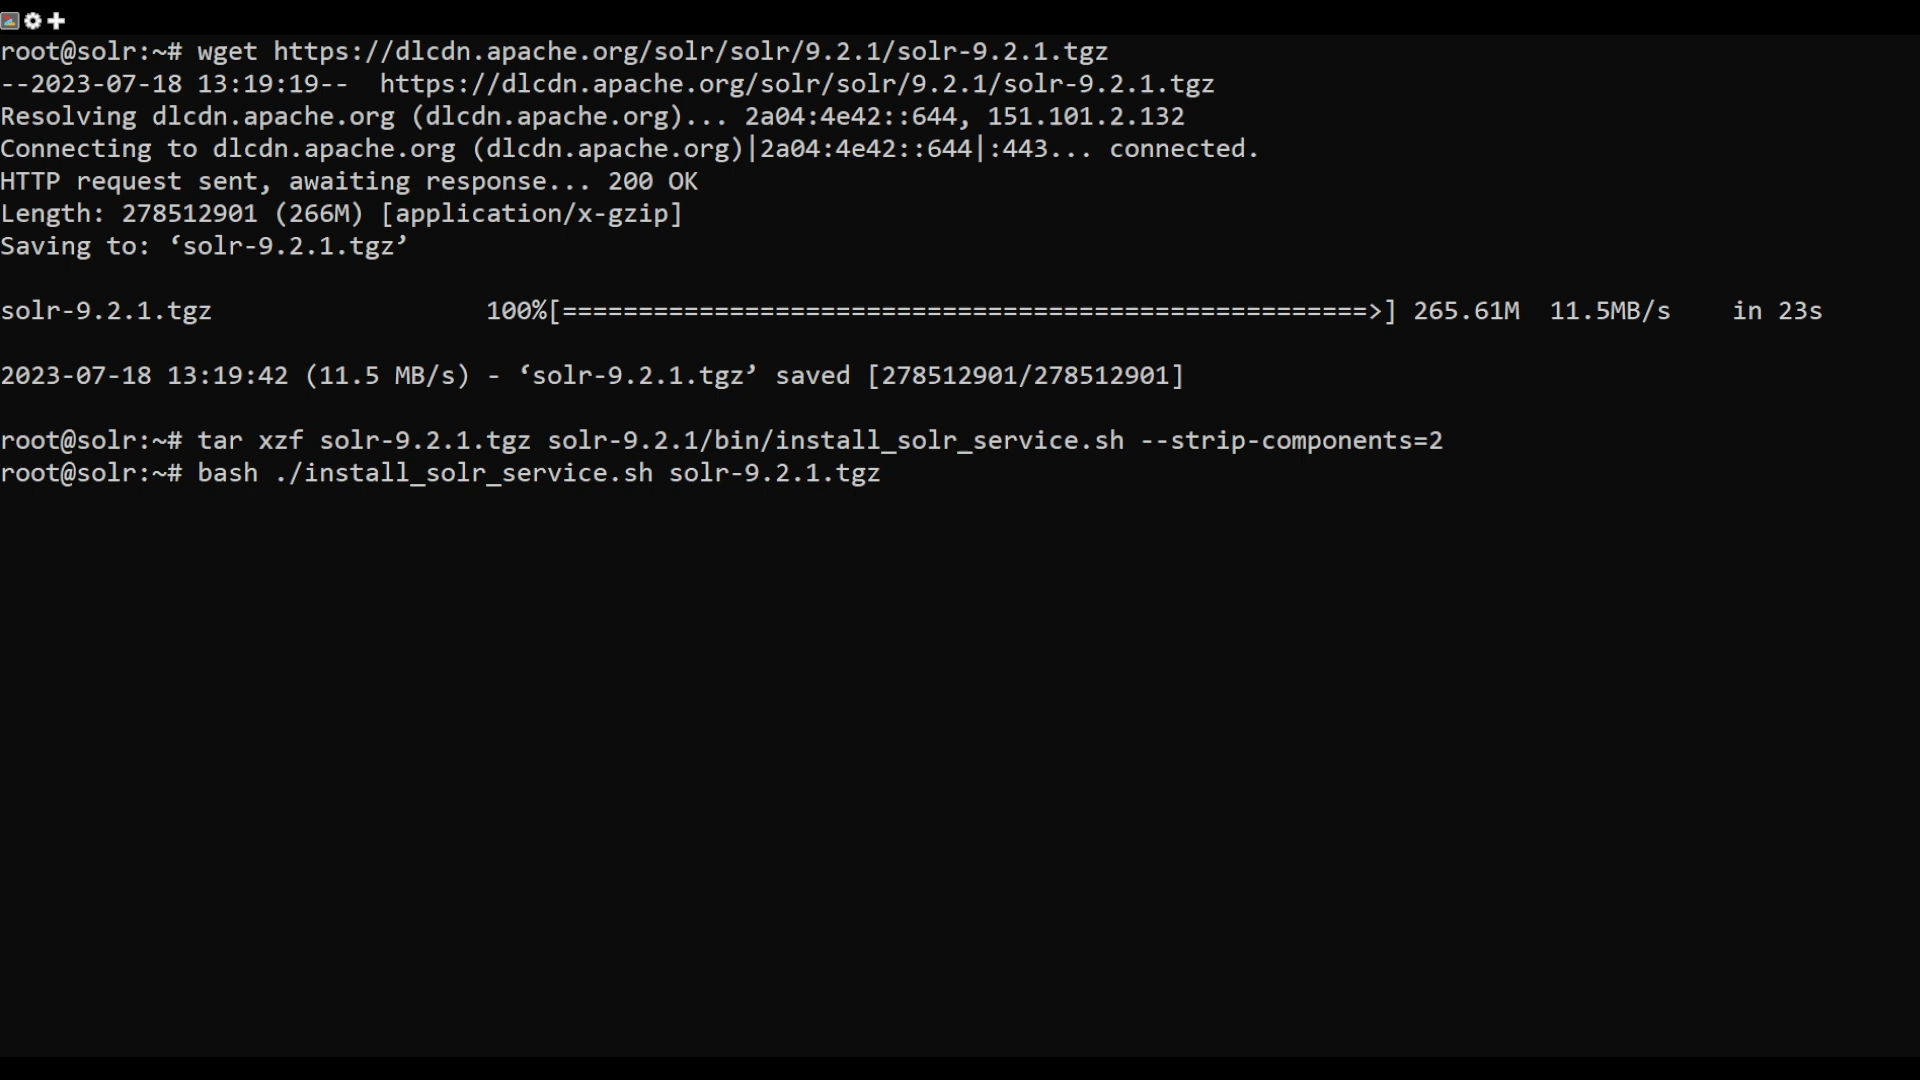 root@solr:~# wget https://dlcdn.apache.org/solr/solr/9.2.1/solr-9.2.1.tgz
--2023-07-18 13:19:19--  https://dlcdn.apache.org/solr/solr/9.2.1/solr-9.2.1.tgz
Resolving dlcdn.apache.org (dlcdn.apache.org)... 2a04:4e42::644, 151.101.2.132
Connecting to dlcdn.apache.org (dlcdn.apache.org)|2a04:4e42::644|:443... connected.
HTTP request sent, awaiting response... 200 OK
Length: 278512901 (266M) [application/x-gzip]
Saving to: ‘solr-9.2.1.tgz’
solr-9.2.1.tgz                  100%[=====================================================>] 265.61M  11.5MB/s    in 23s
2023-07-18 13:19:42 (11.5 MB/s) - ‘solr-9.2.1.tgz’ saved [278512901/278512901]
root@solr:~# tar xzf solr-9.2.1.tgz solr-9.2.1/bin/install_solr_service.sh --strip-components=2
root@solr:~# bash ./install_solr_service.sh solr-9.2.1.tgz